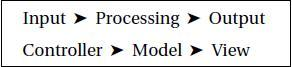 Input ➤ Processing ➤ Output
Controller ➤ Model ➤ View